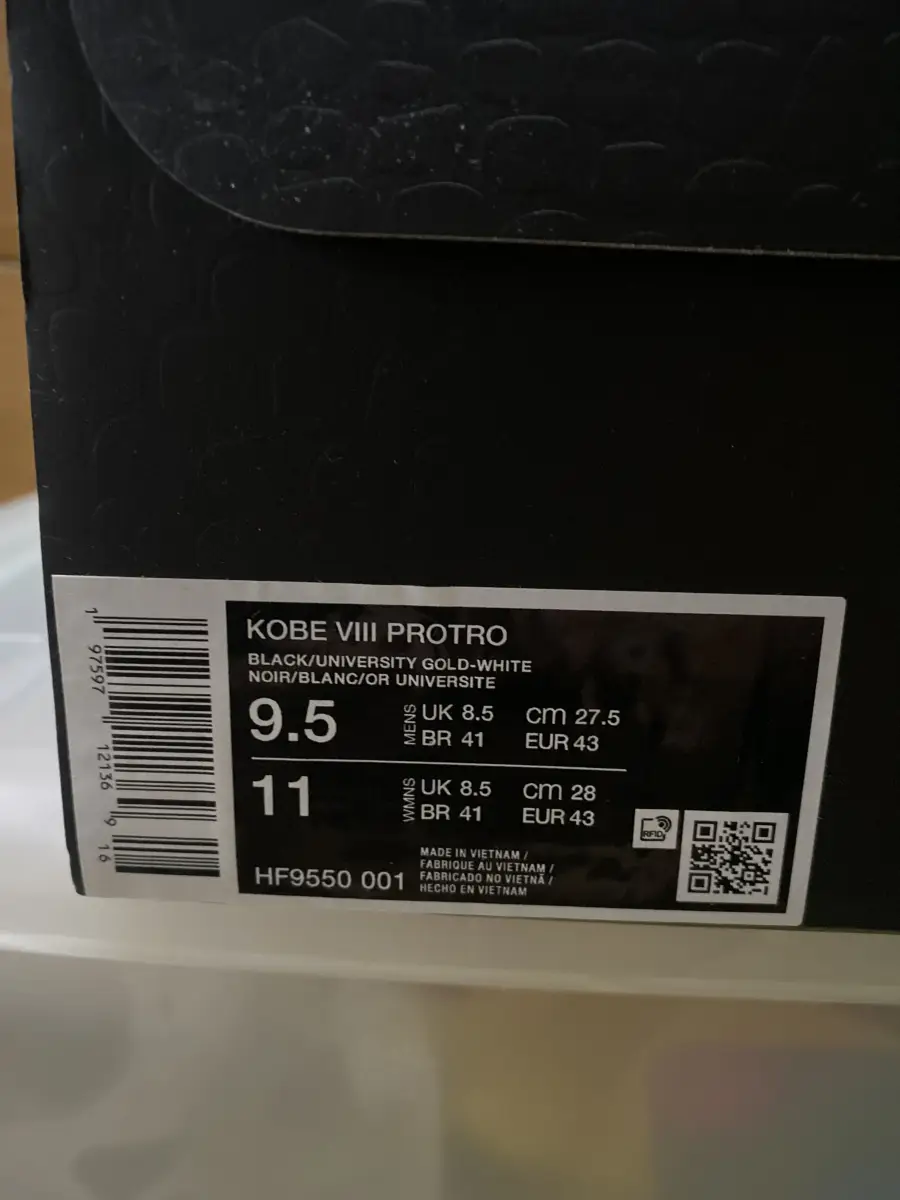 KOBE VIII PROTRO
BLACK/UNIVERSITY GOLD-WHITE
NOIR/BLANC/OR UNIVERSITE
9.5 MENS UK 8.5 cm 27.5
BR 41 EUR 43
11 WMNS UK 8.5 cm 28
BR 41 EUR 43
RFID
HF9550 001
MADE IN VIETNAM /
FABRIQUE AU VIETNAM /
FABRICADO NO VIETNÃ /
HECHO EN VIETNAM
1 97597 12136 9 16